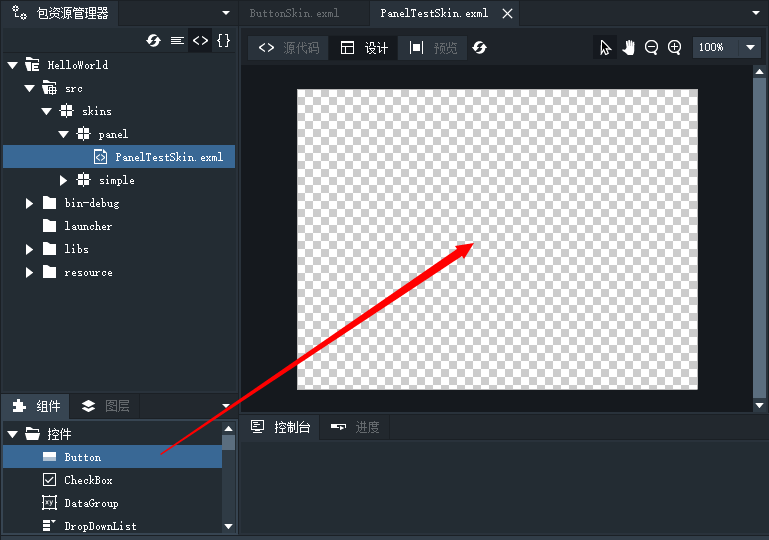 包资源管理器
ButtonSkin.exml
PanelTestSkin.exml
源代码
设计
预览
100%
HelloWorld
src
skins
panel
PanelTestSkin.exml
simple
bin-debug
launcher
libs
resource
组件
图层
控件
Button
CheckBox
DataGroup
DropDownList
控制台
进度